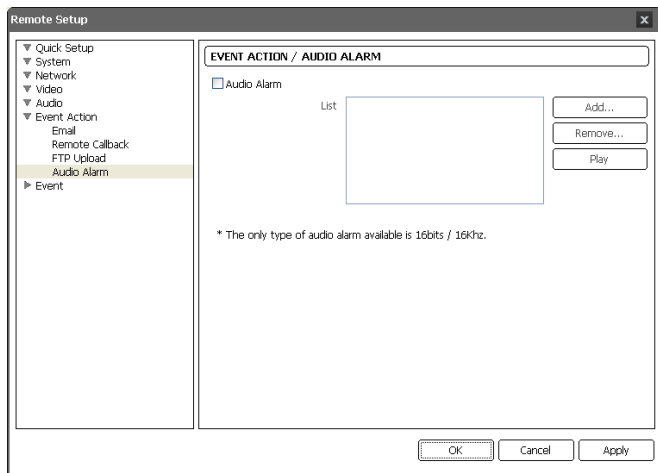 Remote Setup
x
Quick Setup
System
Network
Video
Audio
Event Action
Email
Remote Callback
FTP Upload
Audio Alarm
Event
EVENT ACTION / AUDIO ALARM
Audio Alarm
List
Add...
Remove...
Play
* The only type of audio alarm available is 16bits / 16Khz.
OK
Cancel
Apply